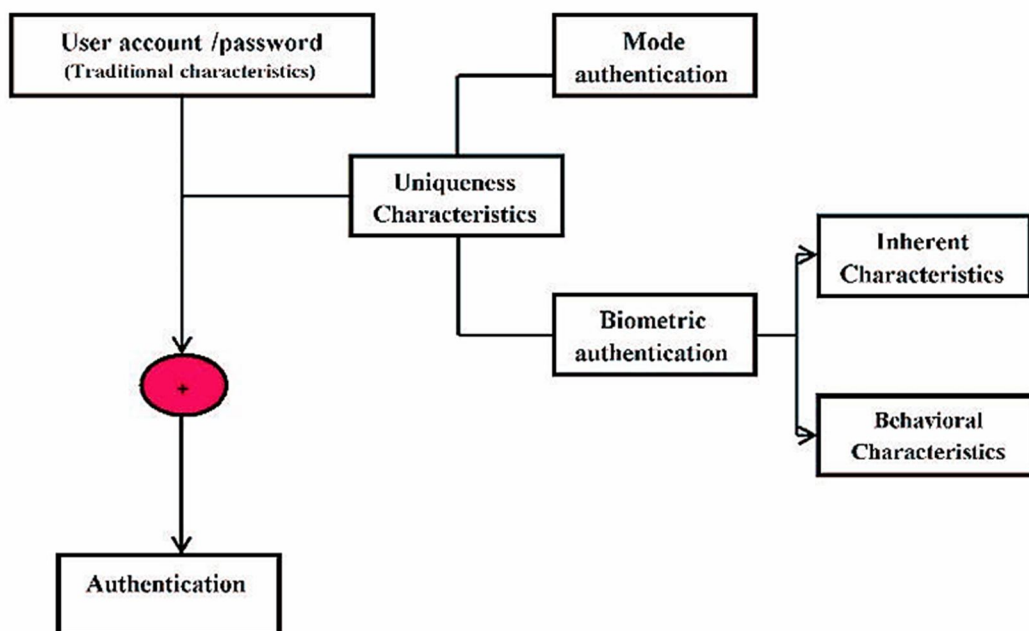 User account /password
(Traditional characteristics)
Mode
authentication
Uniqueness
Characteristics
Inherent
Characteristics
Biometric
authentication
Behavioral
Characteristics
+
Authentication